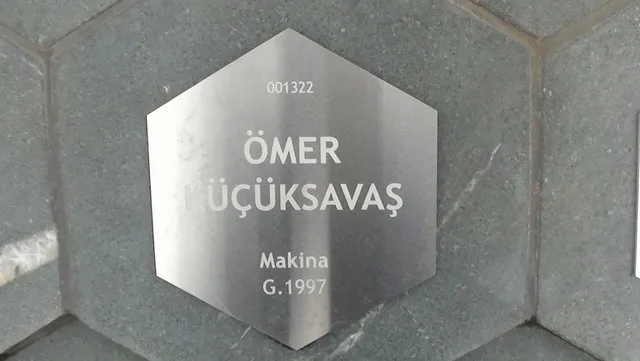 001322
ÖMER
KÜÇÜKSAVAŞ
Makina
G.1997